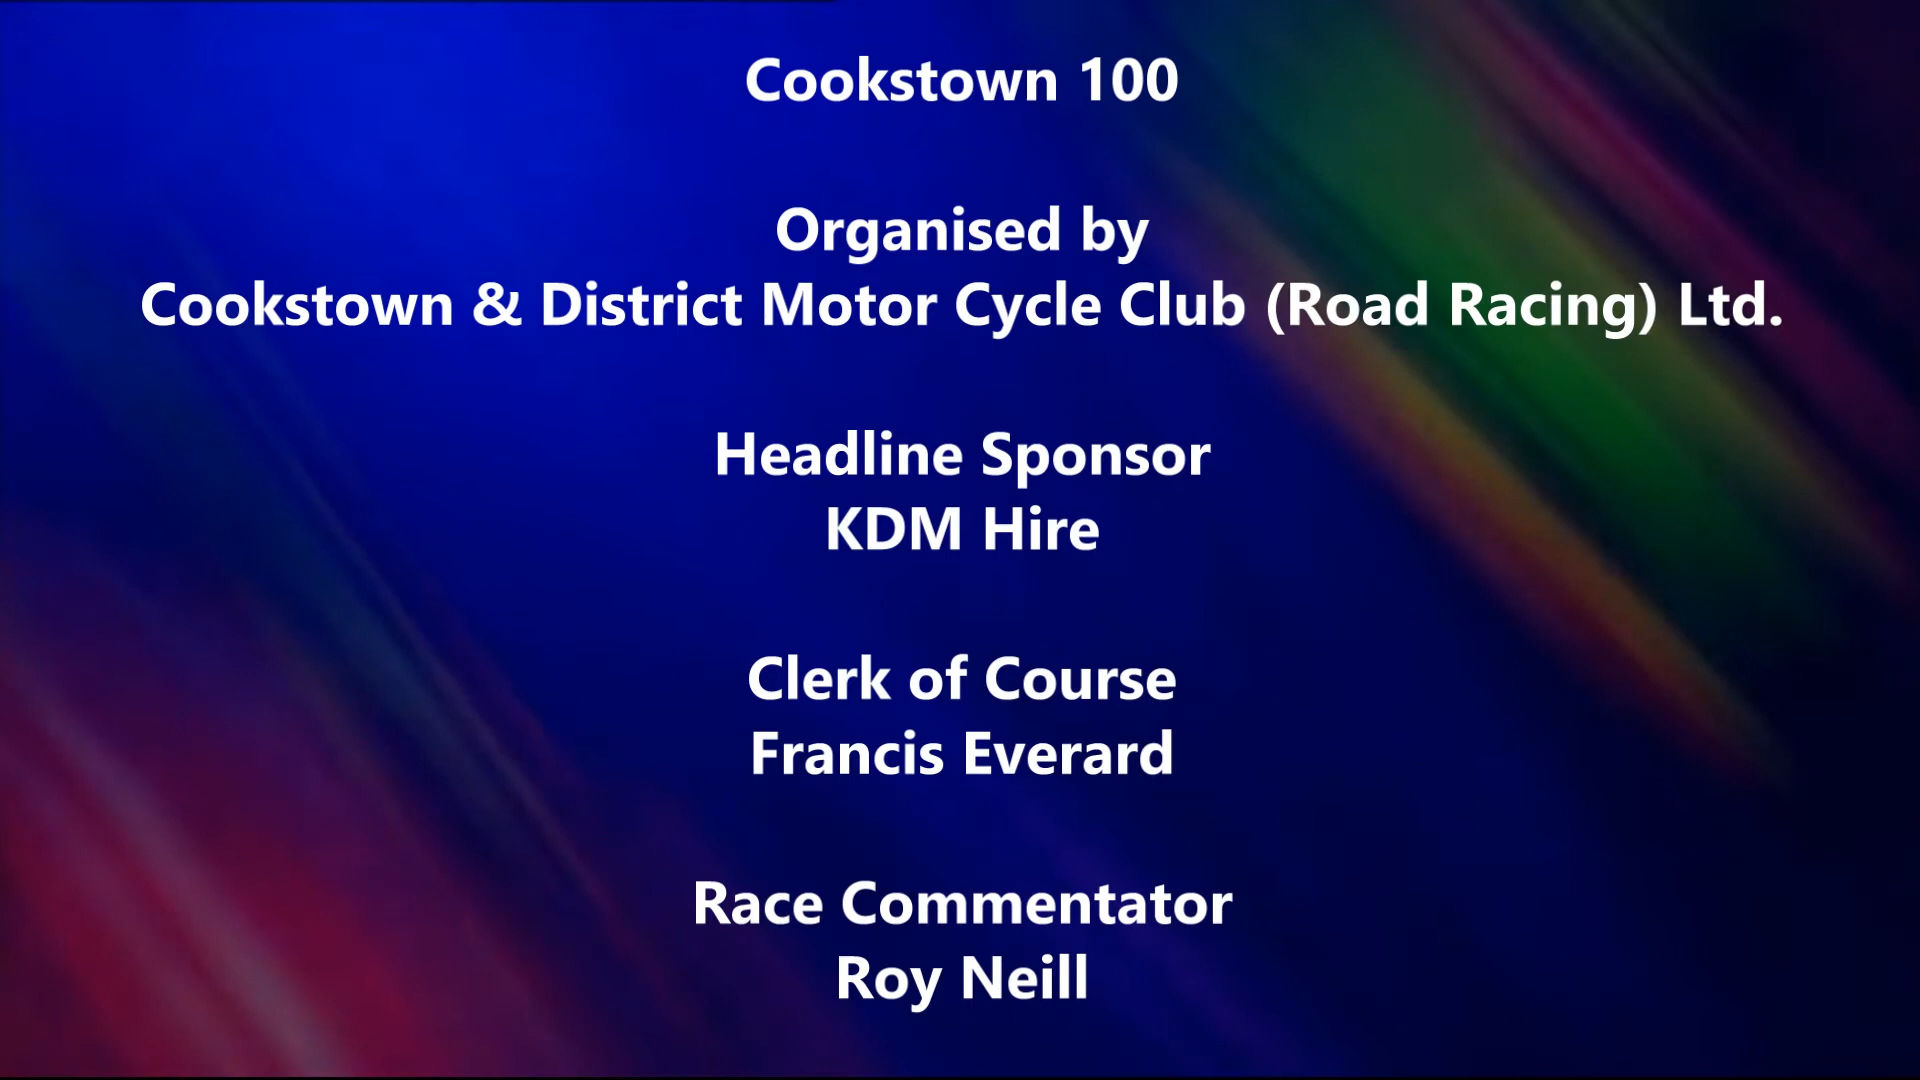 Cookstown 100
Organised by
Cookstown & District Motor Cycle Club (Road Racing) Ltd.
Headline Sponsor
KDM Hire
Clerk of Course
Francis Everard
Race Commentator
Roy Neill